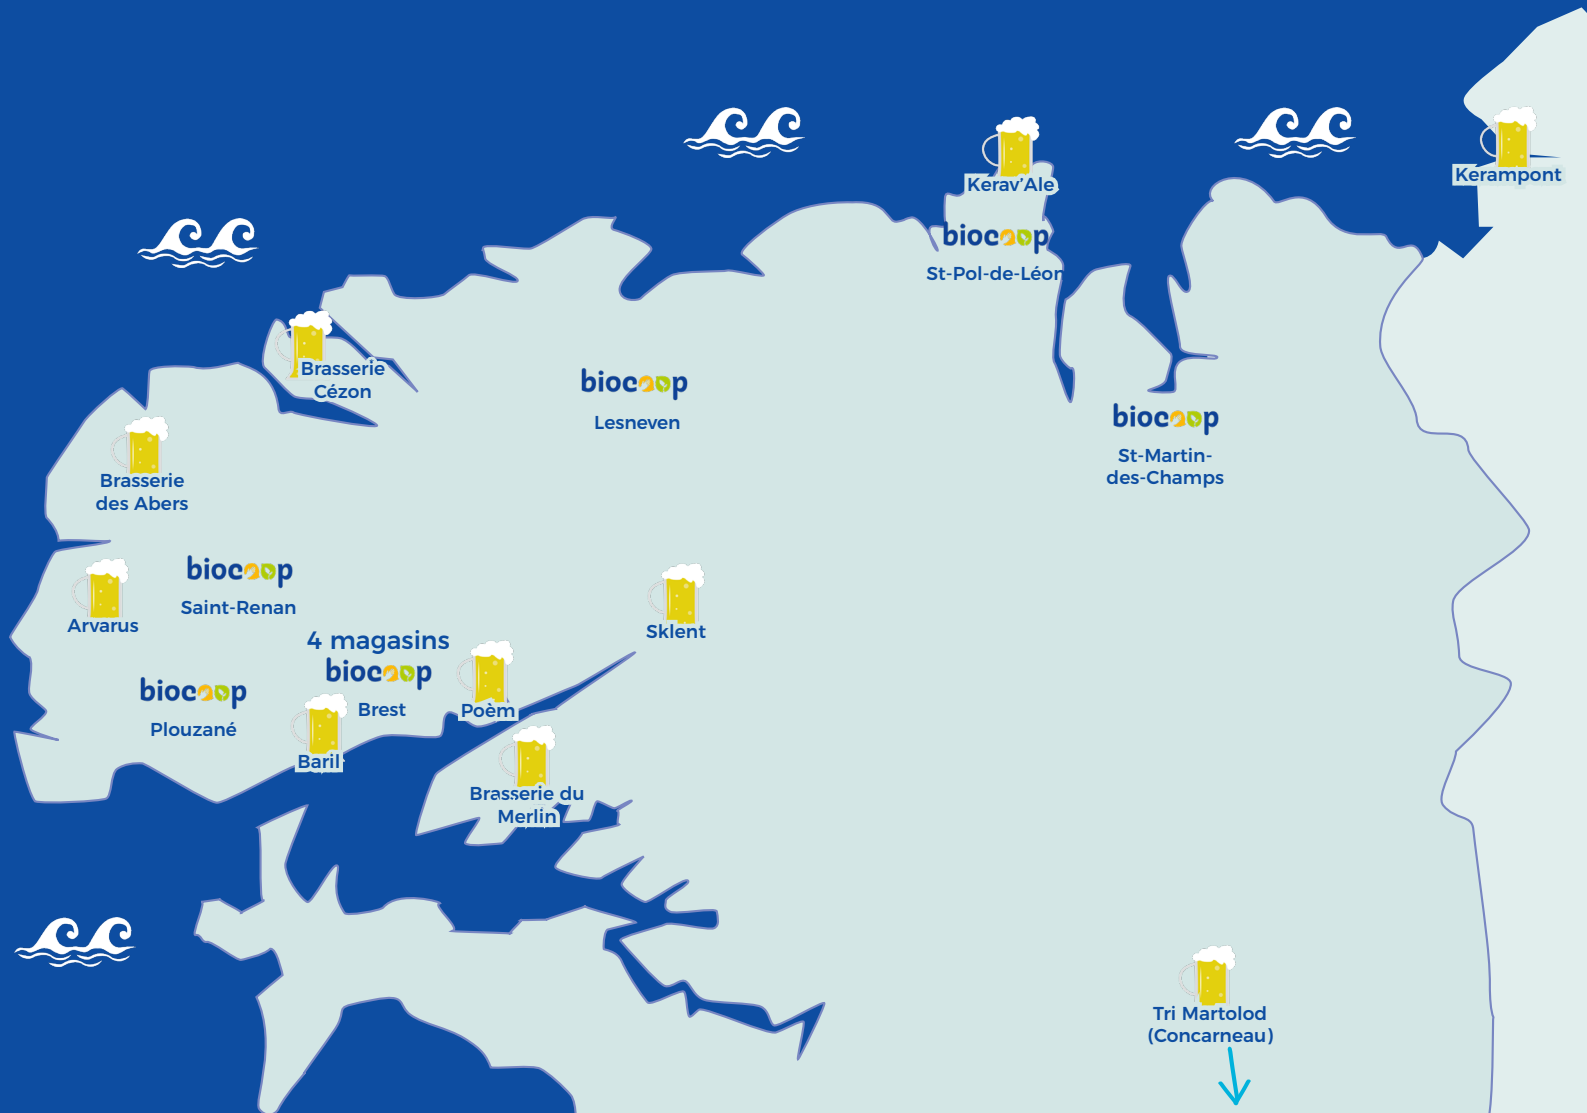 Kerav'Ale
Kerampont
biocoop
St-Pol-de-Léon
Brasserie
Cézon
biocoop
Lesneven
biocoop
St-Martin-
des-Champs
Brasserie
des Abers
biocoop
Saint-Renan
Arvarus
Sklent
4 magasins
biocoop
Brest
biocoop
Plouzané
Poèm
Baril
Brasserie du
Merlin
Tri Martolod
(Concarneau)